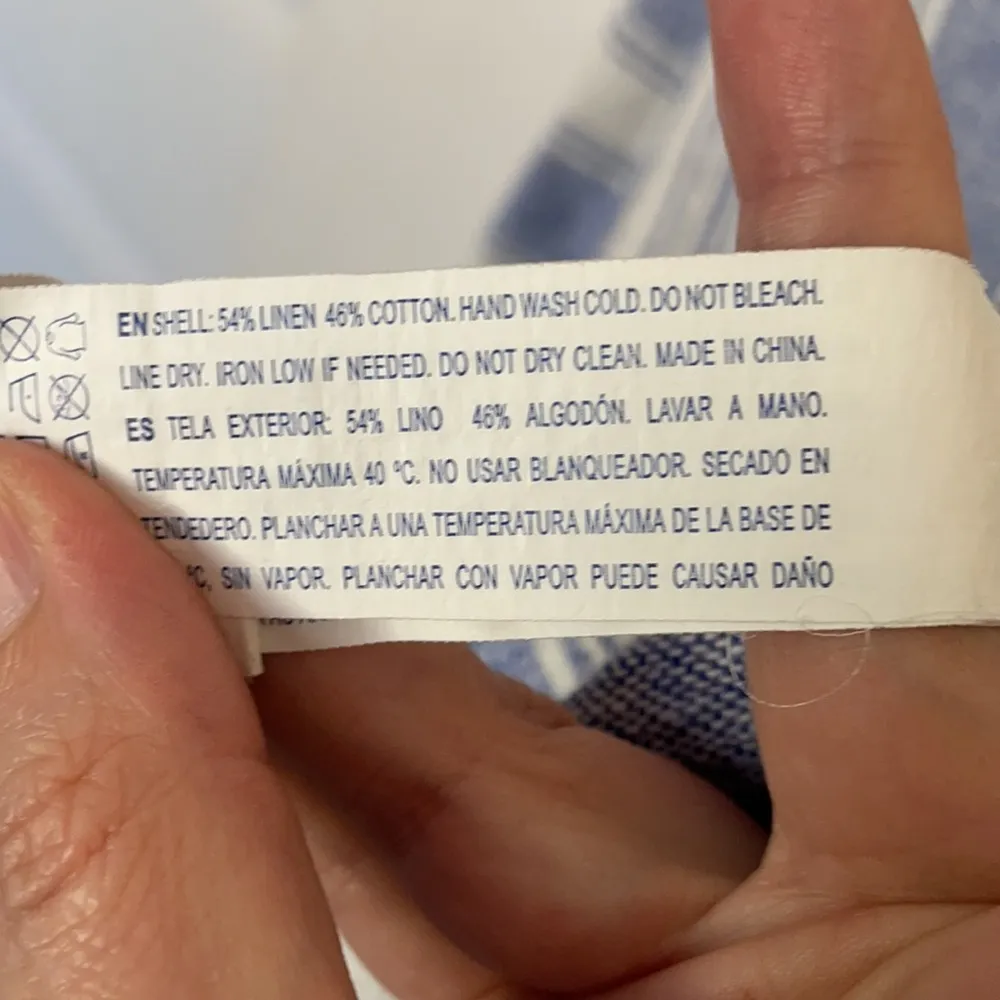 EN SHELL: 54% LINEN 46% COTTON. HAND WASH COLD. DO NOT BLEACH.
LINE DRY. IRON LOW IF NEEDED. DO NOT DRY CLEAN. MADE IN CHINA.
ES TELA EXTERIOR: 54% LINO 46% ALGODÓN. LAVAR A MANO.
TEMPERATURA MÁXIMA 40 °C. NO USAR BLANQUEADOR. SECADO EN
TENDEDERO. PLANCHAR A UNA TEMPERATURA MÁXIMA DE LA BASE DE
°C, SIN VAPOR. PLANCHAR CON VAPOR PUEDE CAUSAR DAÑO